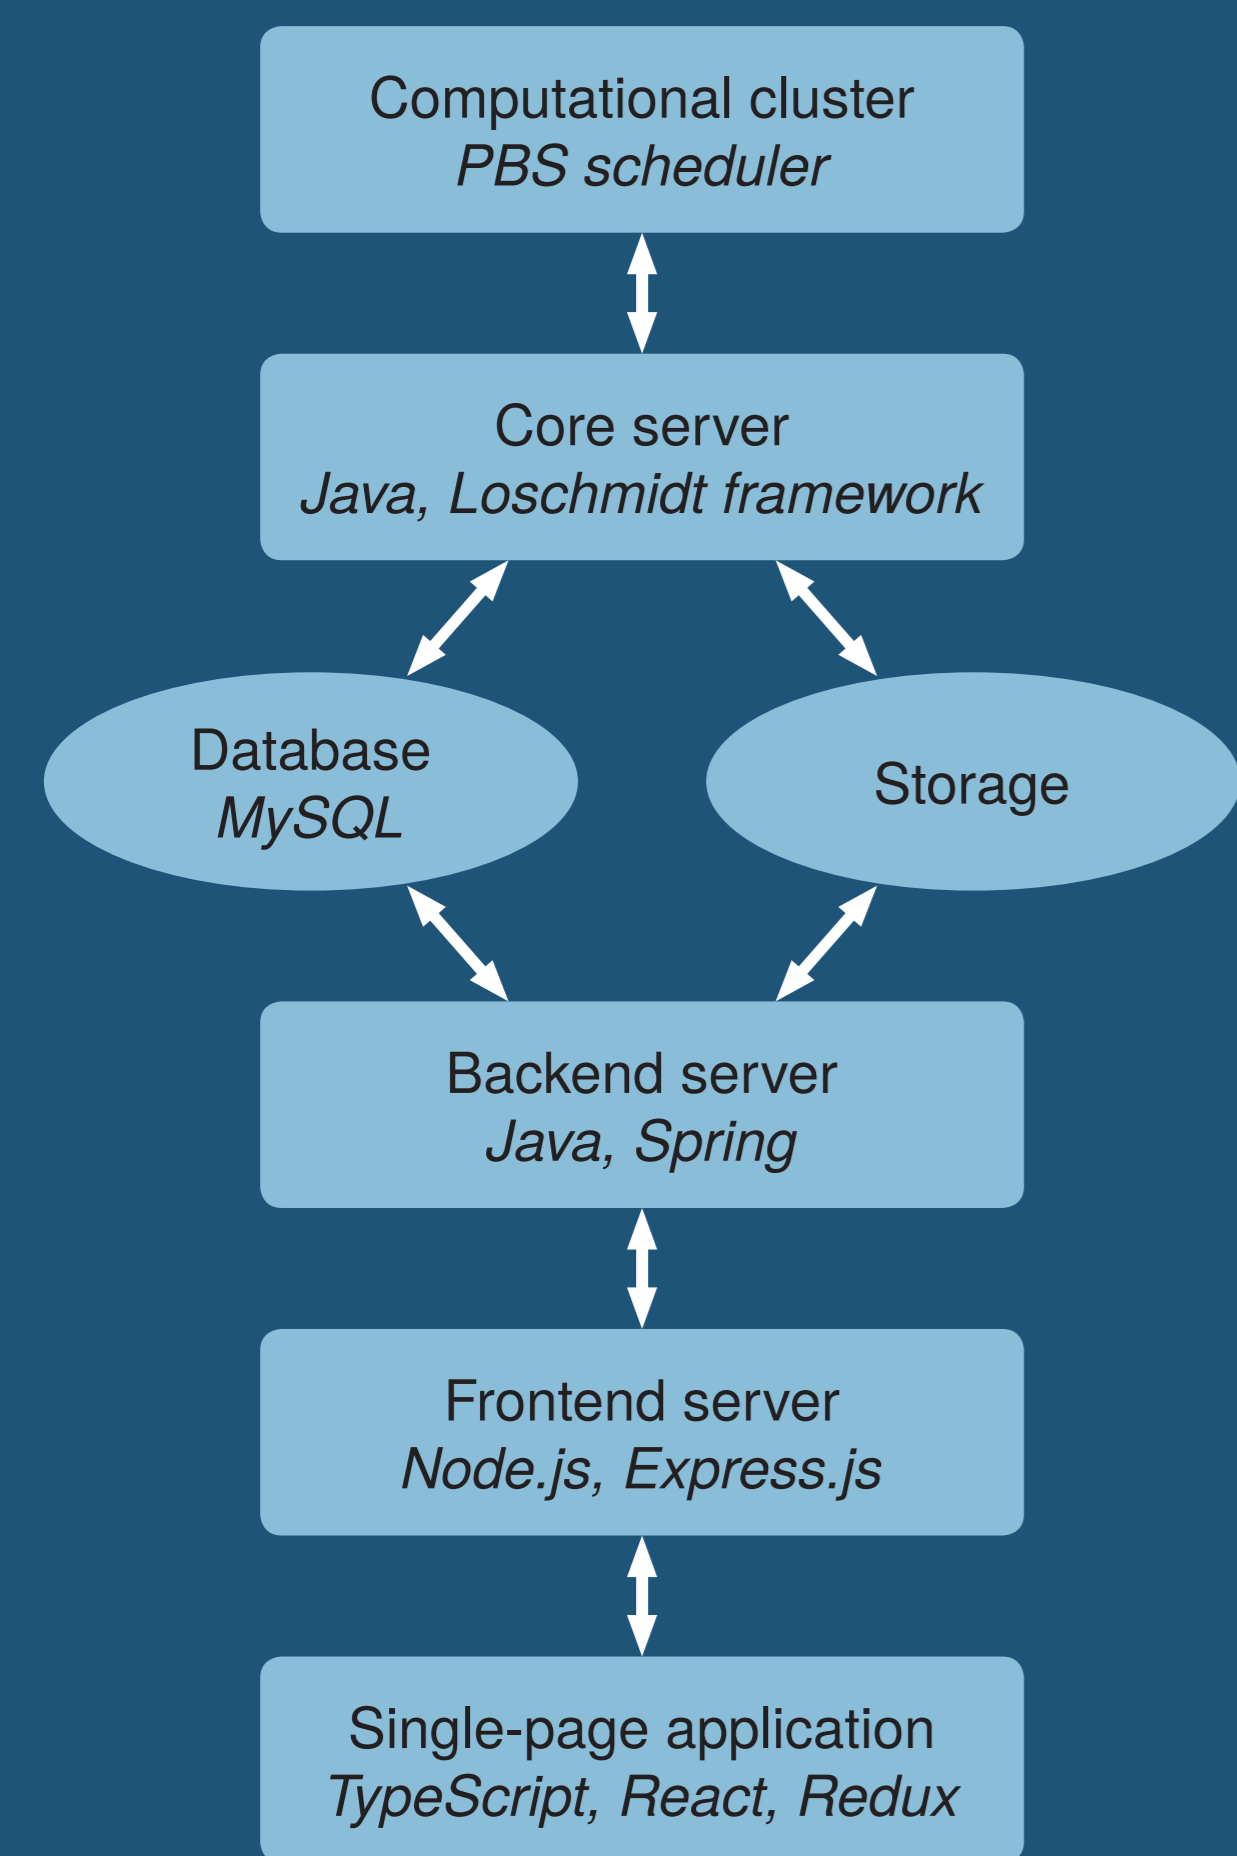 Computational cluster
PBS scheduler
Core server
Java, Loschmidt framework
Database
MySQL
Storage
Backend server
Java, Spring
Frontend server
Node.js, Express.js
Single-page application
TypeScript, React, Redux